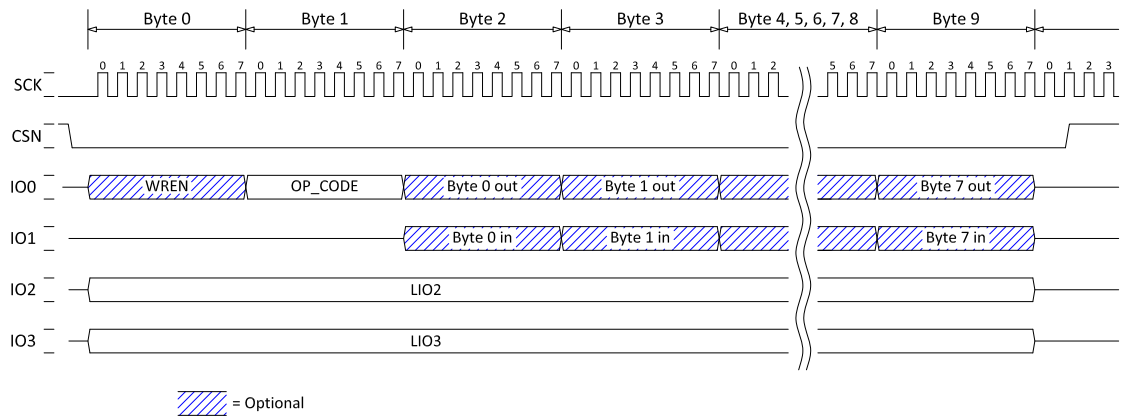 Byte 0 Byte 1 Byte 2 Byte 3 Byte 4, 5, 6, 7, 8 Byte 9
0 1 2 3 4 5 6 7 0 1 2 3 4 5 6 7 0 1 2 3 4 5 6 7 0 1 2 3 4 5 6 7 0 1 2 5 6 7 0 1 2 3 4 5 6 7 0 1 2 3
SCK
CSN
IO0 WREN OP_CODE Byte 0 out Byte 1 out Byte 7 out
IO1 Byte 0 in Byte 1 in Byte 7 in
IO2 LIO2
IO3 LIO3
= Optional